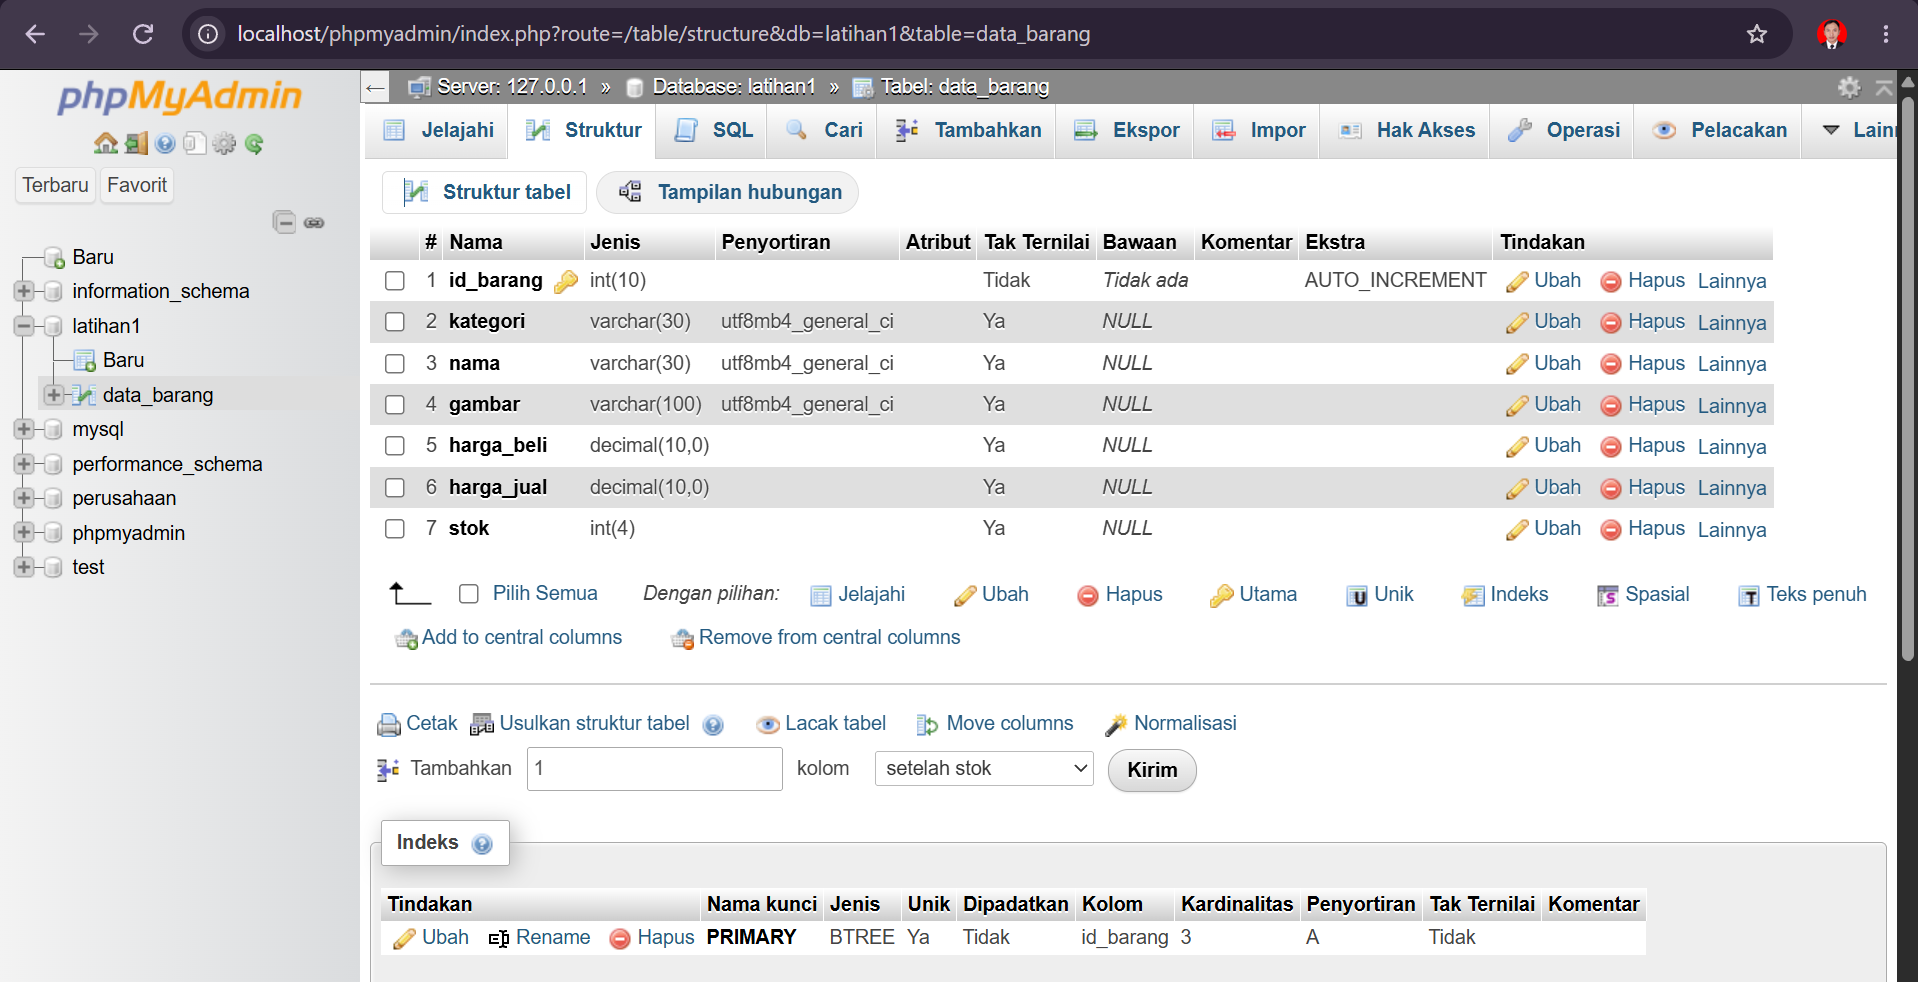 localhost/phpmyadmin/index.php?route=/table/structure&db=latihan1&table=data_barang
phpMyAdmin
Terbaru Favorit
Baru
information_schema
latihan1
Baru
data_barang
mysql
performance_schema
perusahaan
phpmyadmin
test
Server: 127.0.0.1 » Database: latihan1 » Tabel: data_barang
Jelajahi Struktur SQL Cari Tambahkan Ekspor Impor Hak Akses Operasi Pelacakan Lainn
Struktur tabel Tampilan hubungan
# Nama Jenis Penyortiran Atribut Tak Ternilai Bawaan Komentar Ekstra Tindakan
1 id_barang int(10) Tidak Tidak ada AUTO_INCREMENT Ubah Hapus Lainnya
2 kategori varchar(30) utf8mb4_general_ci Ya NULL Ubah Hapus Lainnya
3 nama varchar(30) utf8mb4_general_ci Ya NULL Ubah Hapus Lainnya
4 gambar varchar(100) utf8mb4_general_ci Ya NULL Ubah Hapus Lainnya
5 harga_beli decimal(10,0) Ya NULL Ubah Hapus Lainnya
6 harga_jual decimal(10,0) Ya NULL Ubah Hapus Lainnya
7 stok int(4) Ya NULL Ubah Hapus Lainnya
Pilih Semua Dengan pilihan: Jelajahi Ubah Hapus Utama Unik Indeks Spasial Teks penuh
Add to central columns Remove from central columns
Cetak Usulkan struktur tabel Lacak tabel Move columns Normalisasi
Tambahkan 1 kolom setelah stok Kirim
Indeks
Tindakan Nama kunci Jenis Unik Dipadatkan Kolom Kardinalitas Penyortiran Tak Ternilai Komentar
Ubah Rename Hapus PRIMARY BTREE Ya Tidak id_barang 3 A Tidak